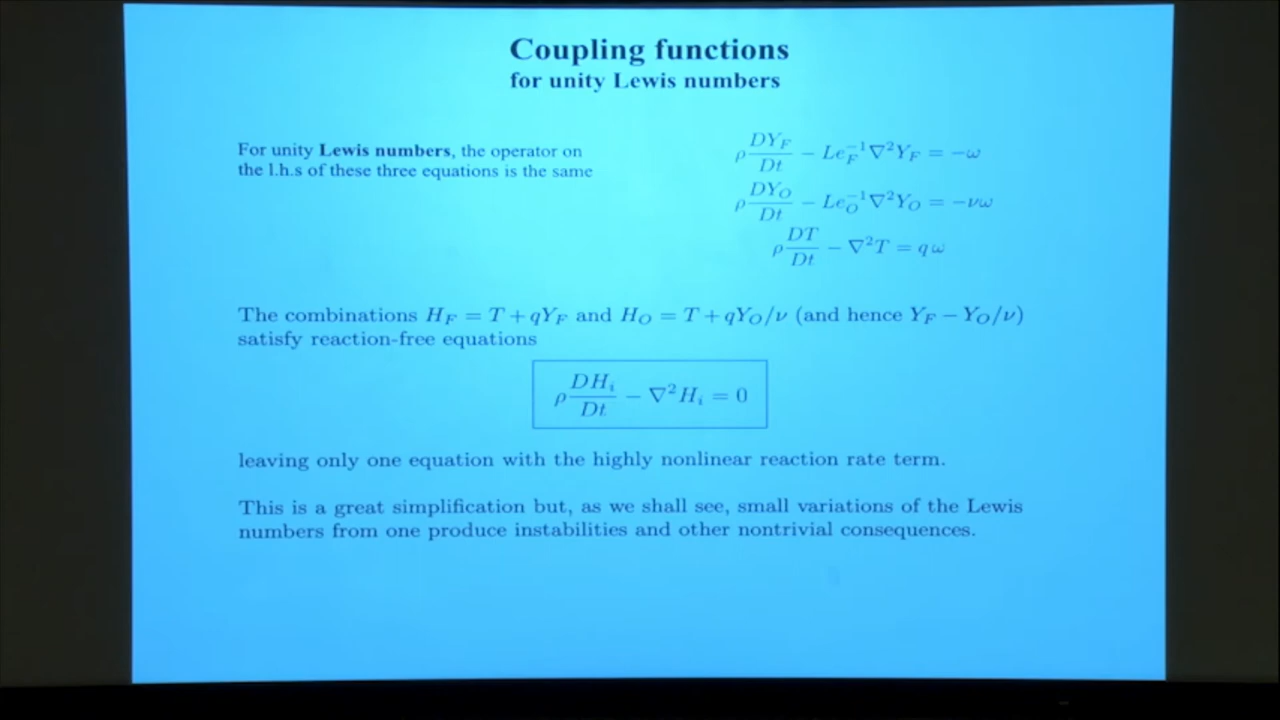 Coupling functions
for unity Lewis numbers
For unity Lewis numbers, the operator on
the l.h.s of these three equations is the same
ρ DY_F/Dt − Le_F^{−1}∇²Y_F = −ω
ρ DY_O/Dt − Le_O^{−1}∇²Y_O = −νω
ρ DT/Dt − ∇²T = qω
The combinations H_F = T + qY_F and H_O = T + qY_O/ν (and hence Y_F − Y_O/ν)
satisfy reaction-free equations
ρ DH_i/Dt − ∇²H_i = 0
leaving only one equation with the highly nonlinear reaction rate term.
This is a great simplification but, as we shall see, small variations of the Lewis
numbers from one produce instabilities and other nontrivial consequences.